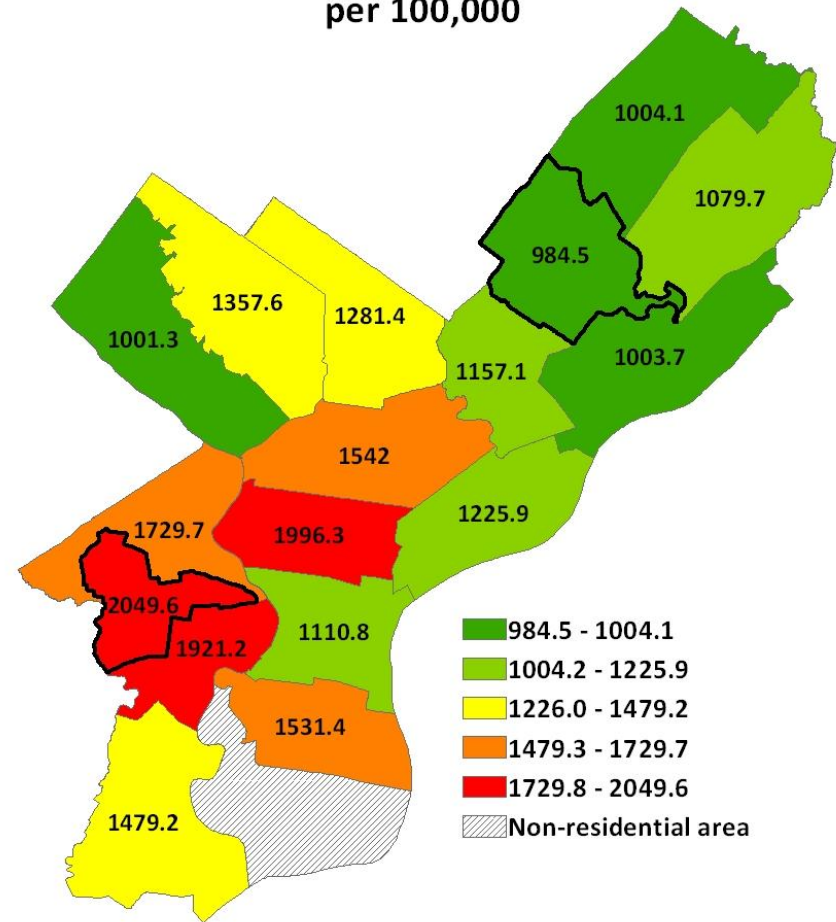 per 100,000
1004.1
1079.7
984.5
1357.6
1281.4
1001.3
1003.7
1157.1
1542
1729.7
1225.9
1996.3
2049.6
1110.8
1921.2
1531.4
1479.2
984.5 - 1004.1
1004.2 - 1225.9
1226.0 - 1479.2
1479.3 - 1729.7
1729.8 - 2049.6
Non-residential area